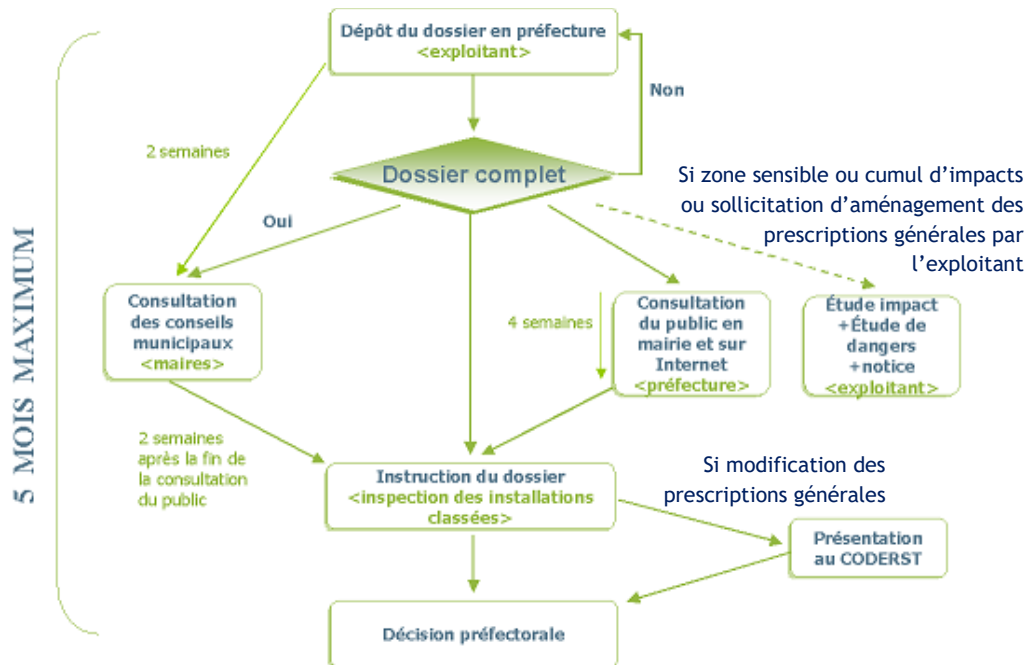 Dépôt du dossier en préfecture
<exploitant>
Non
2 semaines
Dossier complet
Si zone sensible ou cumul d'impacts
ou sollicitation d'aménagement des
prescriptions générales par
l'exploitant
Oui
5 MOIS MAXIMUM
Consultation
des conseils
municipaux
<maires>
4 semaines
Consultation
du public en
mairie et sur
Internet
<préfecture>
Étude impact
+Étude de
dangers
+notice
<exploitant>
2 semaines
après la fin de
la consultation
du public
Instruction du dossier
<inspection des installations
classées>
Si modification des
prescriptions générales
Présentation
au CODERST
Décision préfectorale